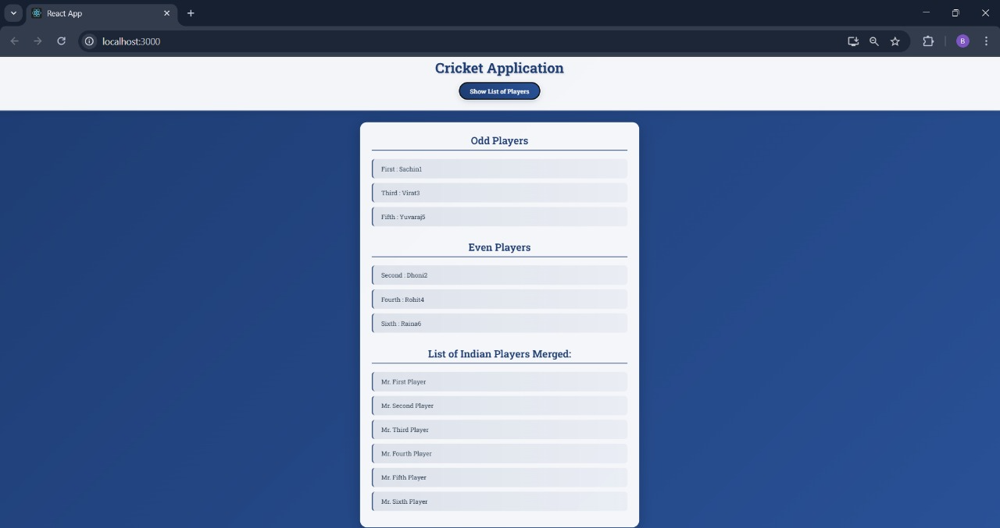 React App
localhost:3000
B
Cricket Application
Show List of Players
Odd Players
First : Sachin1
Third : Virat3
Fifth : Yuvaraj5
Even Players
Second : Dhoni2
Fourth : Rohit4
Sixth : Raina6
List of Indian Players Merged:
Mr. First Player
Mr. Second Player
Mr. Third Player
Mr. Fourth Player
Mr. Fifth Player
Mr. Sixth Player